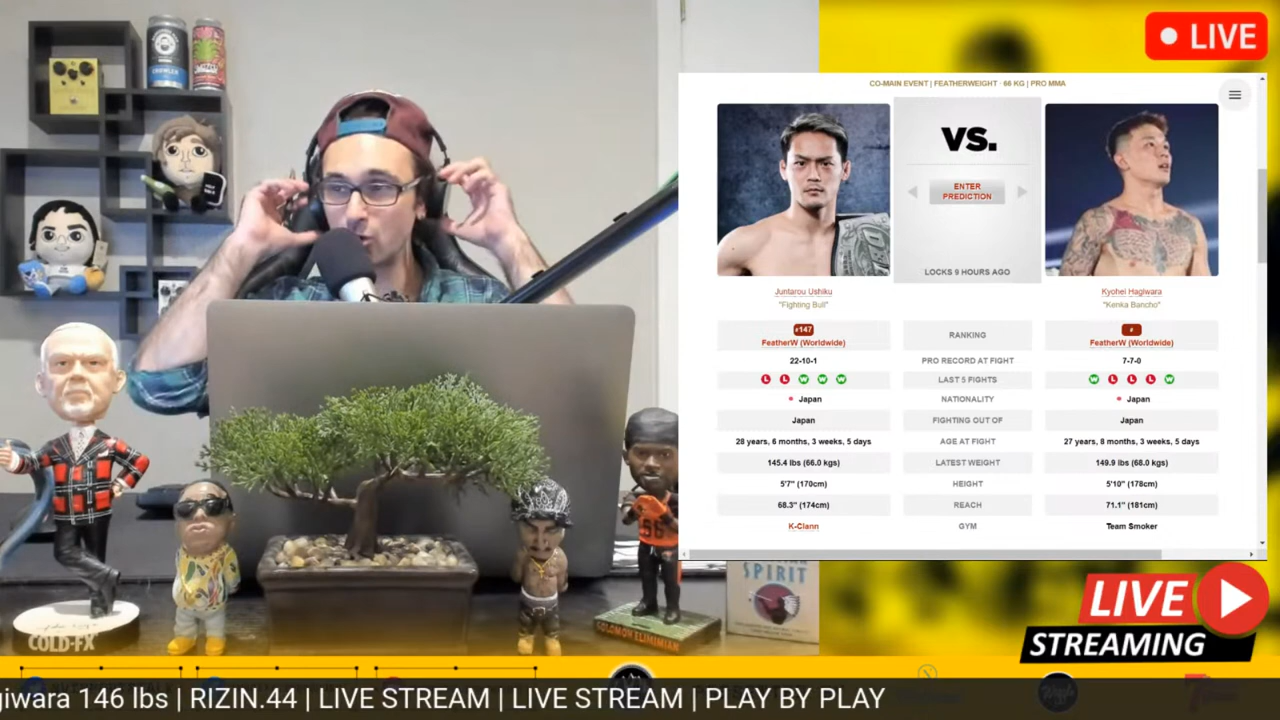 LIVE
CO-MAIN EVENT | FEATHERWEIGHT · 66 KG | PRO MMA
VS.
ENTER
PREDICTION
LOCKS 9 HOURS AGO
Juntarou Ushiku
"Fighting Bull"
Kyohei Hagiwara
"Kenka Bancho"
#147
FeatherW (Worldwide)
RANKING
#
FeatherW (Worldwide)
22-10-1
PRO RECORD AT FIGHT
7-7-0
L L W W W
LAST 5 FIGHTS
W L L L W
Japan
NATIONALITY
Japan
Japan
FIGHTING OUT OF
Japan
28 years, 6 months, 3 weeks, 5 days
AGE AT FIGHT
27 years, 8 months, 3 weeks, 5 days
145.4 lbs (66.0 kgs)
LATEST WEIGHT
149.9 lbs (68.0 kgs)
5'7" (170cm)
HEIGHT
5'10" (178cm)
68.3" (174cm)
REACH
71.1" (181cm)
K-Clann
GYM
Team Smoker
SPIRIT
COLD-FX
SOLOMON ELIMIMIAN
LIVE
STREAMING
giwara 146 lbs | RIZIN.44 | LIVE STREAM | LIVE STREAM | PLAY BY PLAY